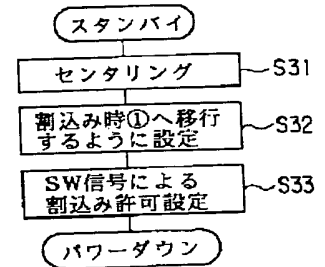 スタンバイ
センタリング
S31
割込み時①へ移行
するように設定
S32
SW信号による
割込み許可設定
S33
パワーダウン